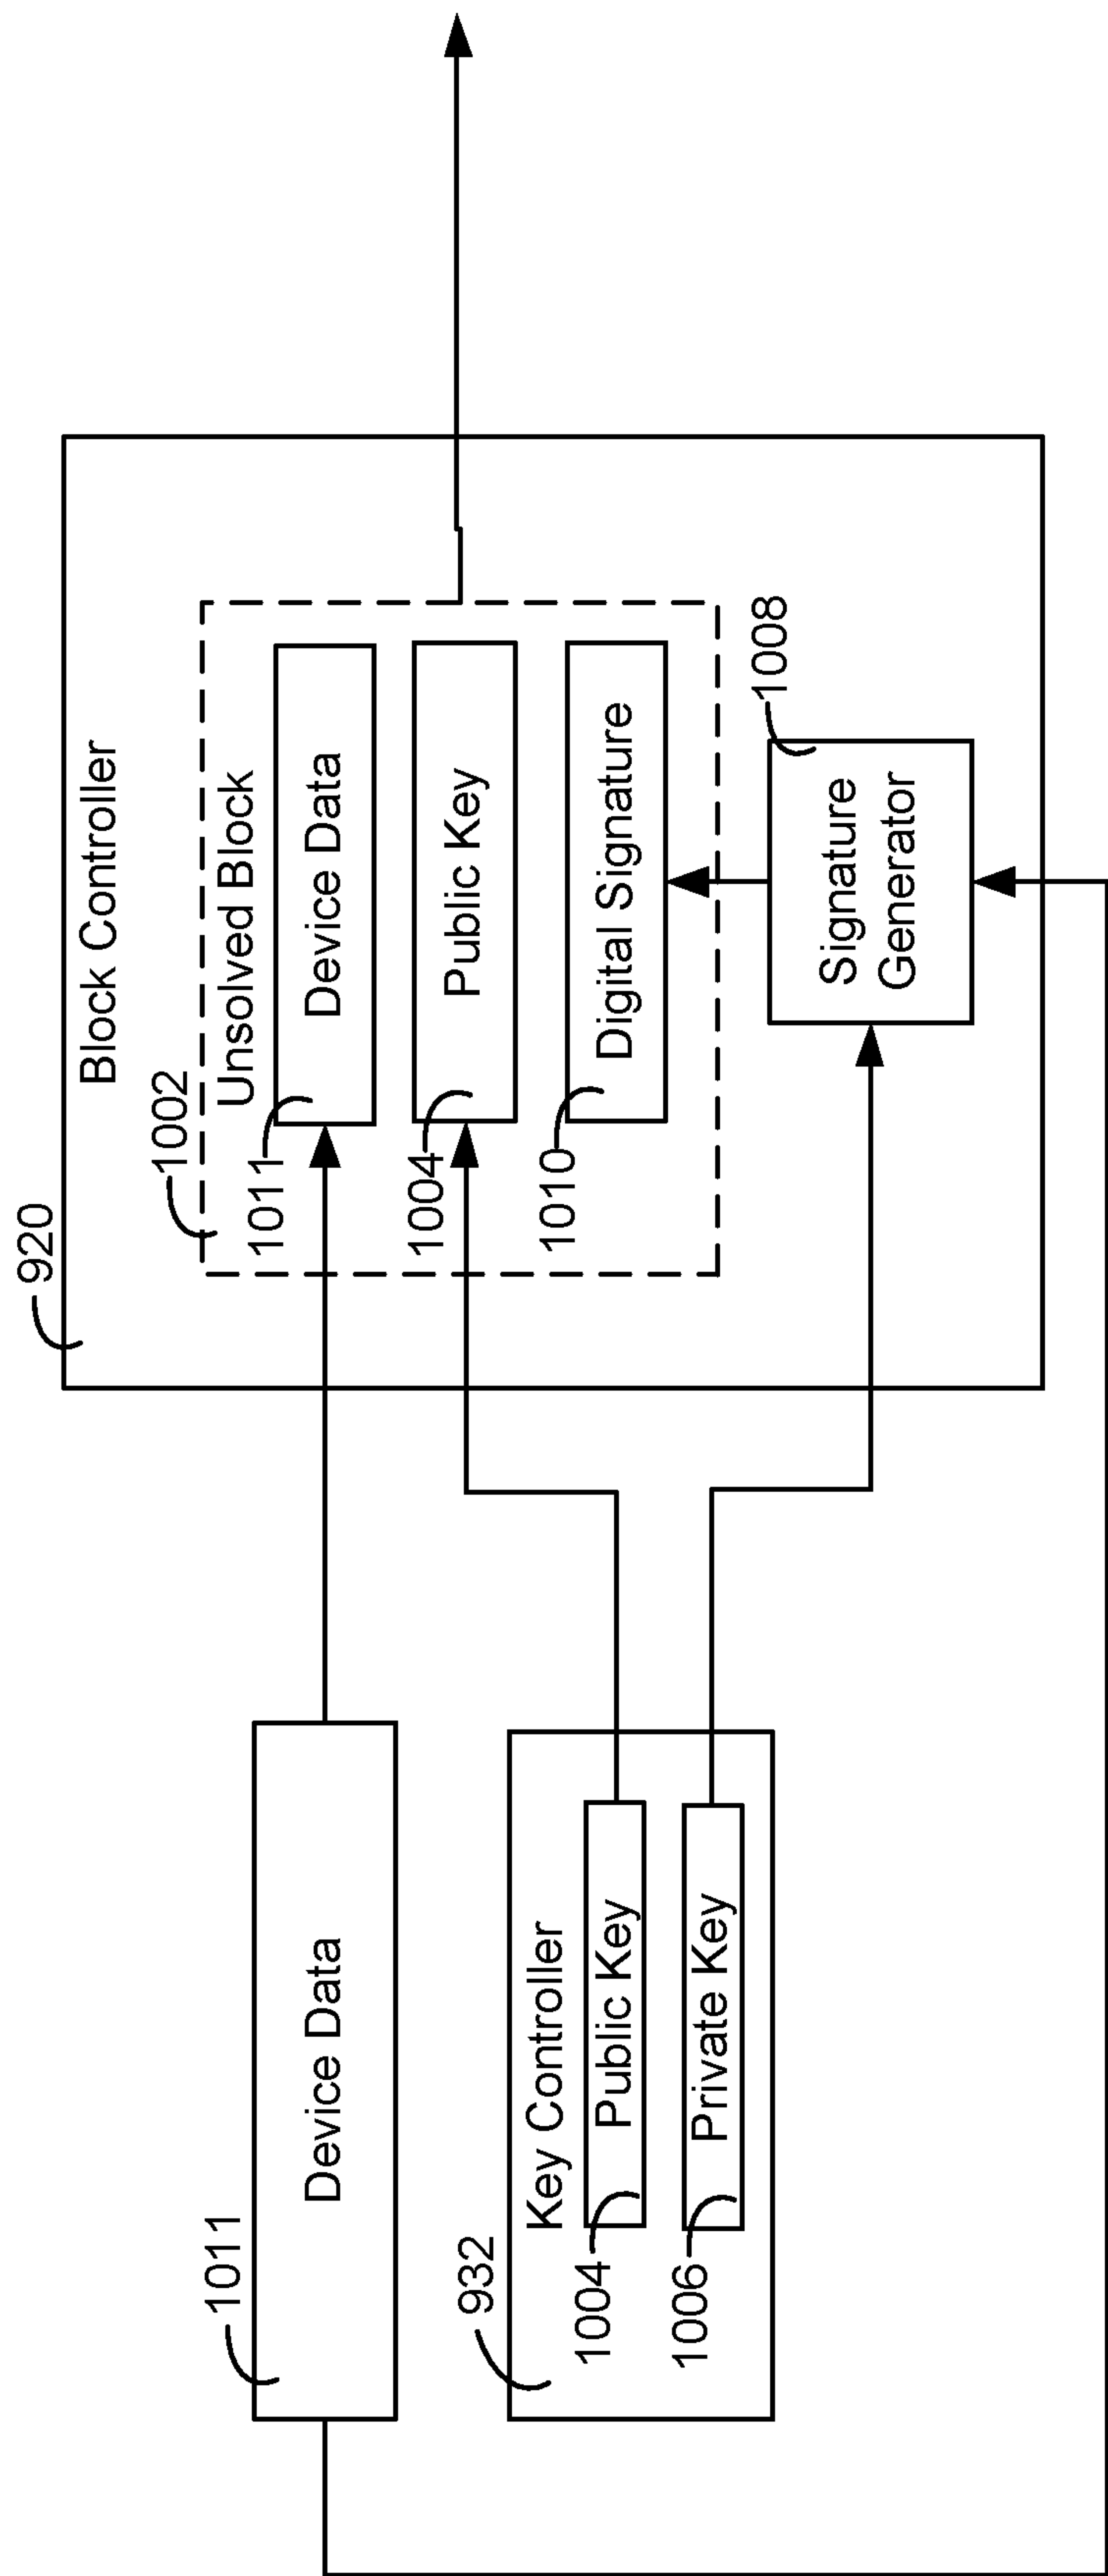 920
Block Controller
1002
Unsolved Block
1011
Device Data
1011
Device Data
1004
Public Key
932
Key Controller
1004
Public Key
1010
Digital Signature
1006
Private Key
1008
Signature
Generator